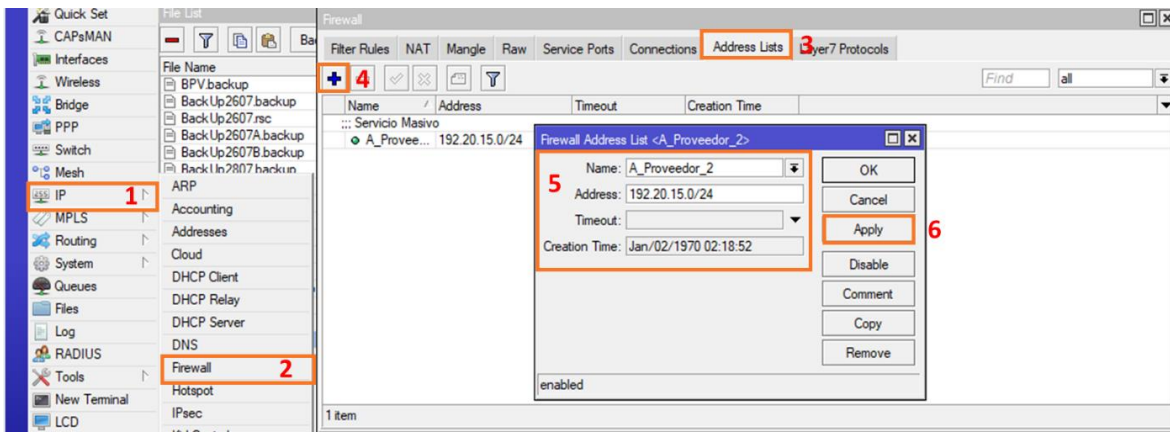 Quick Set
CAPsMAN
Interfaces
Wireless
Bridge
PPP
Switch
Mesh
IP
1
MPLS
Routing
System
Queues
Files
Log
RADIUS
Tools
New Terminal
LCD
File List
Ba
File Name
BPV.backup
BackUp2607.backup
BackUp2607.rsc
BackUp2607A.backup
BackUp2607B.backup
BackUp2807.backup
ARP
Accounting
Addresses
Cloud
DHCP Client
DHCP Relay
DHCP Server
DNS
Firewall
2
Hotspot
IPsec
Firewall
Filter Rules NAT Mangle Raw Service Ports Connections Address Lists 3 Layer7 Protocols
4 Find all
Name Address Timeout Creation Time
::: Servicio Masivo
A_Provee... 192.20.15.0/24
Firewall Address List <A_Proveedor_2>
5
Name: A_Proveedor_2
Address: 192.20.15.0/24
Timeout:
Creation Time: Jan/02/1970 02:18:52
OK
Cancel
Apply
6
Disable
Comment
Copy
Remove
enabled
1 item